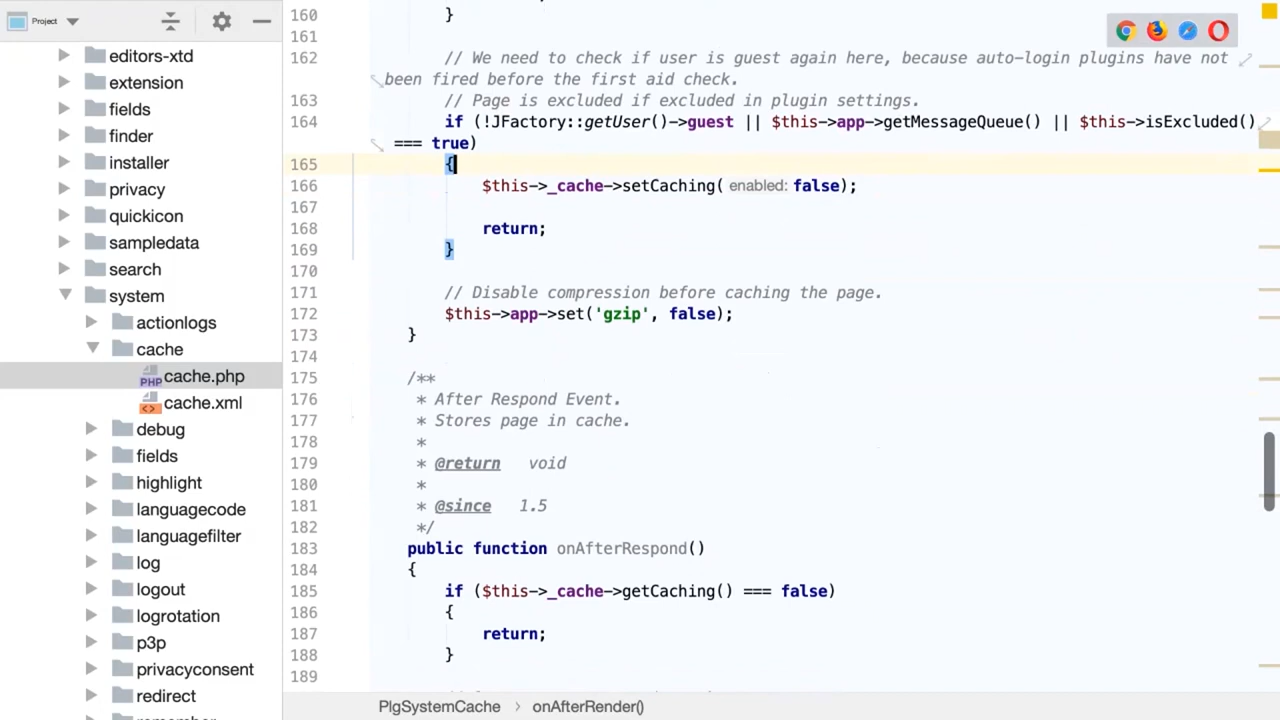 Project
editors-xtd
extension
fields
finder
installer
privacy
quickicon
sampledata
search
system
actionlogs
cache
PHP cache.php
<> cache.xml
debug
fields
highlight
languagecode
languagefilter
log
logout
logrotation
p3p
privacyconsent
redirect
160 }
161
162 // We need to check if user is guest again here, because auto-login plugins have not
been fired before the first aid check.
163 // Page is excluded if excluded in plugin settings.
164 if (!JFactory::getUser()->guest || $this->app->getMessageQueue() || $this->isExcluded()
=== true)
165 {
166 $this->_cache->setCaching( enabled: false);
167
168 return;
169 }
170
171 // Disable compression before caching the page.
172 $this->app->set('gzip', false);
173 }
174
175 /**
176 * After Respond Event.
177 * Stores page in cache.
178 *
179 * @return void
180 *
181 * @since 1.5
182 */
183 public function onAfterRespond()
184 {
185 if ($this->_cache->getCaching() === false)
186 {
187 return;
188 }
189
PlgSystemCache › onAfterRender()